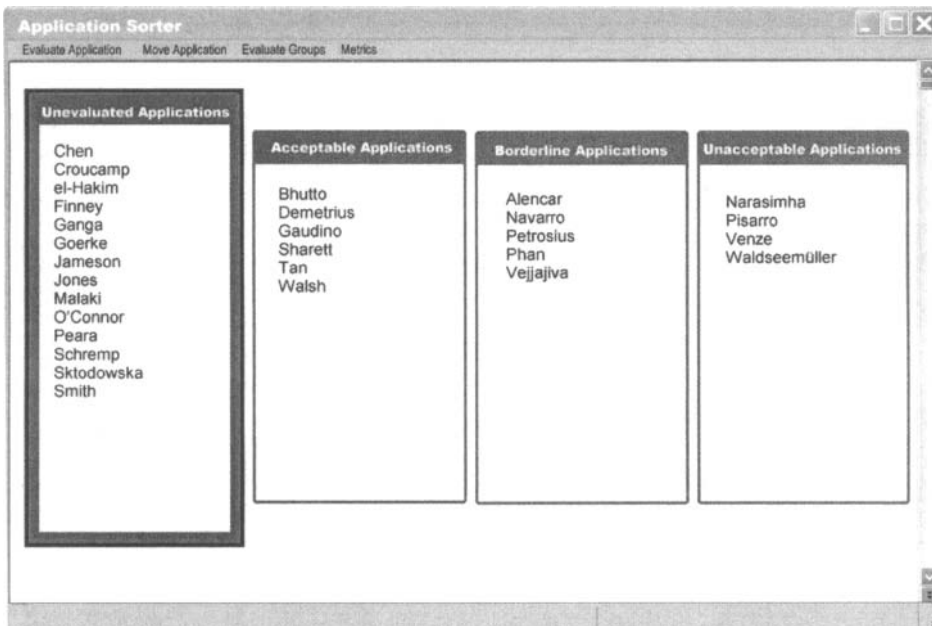 Application Sorter
Evaluate Application Move Application Evaluate Groups Metrics
Unevaluated Applications
Chen
Croucamp
el-Hakim
Finney
Ganga
Goerke
Jameson
Jones
Malaki
O'Connor
Peara
Schremp
Sktodowska
Smith
Acceptable Applications
Bhutto
Demetrius
Gaudino
Sharett
Tan
Walsh
Borderline Applications
Alencar
Navarro
Petrosius
Phan
Vejjajiva
Unacceptable Applications
Narasimha
Pisarro
Venze
Waldseemüller